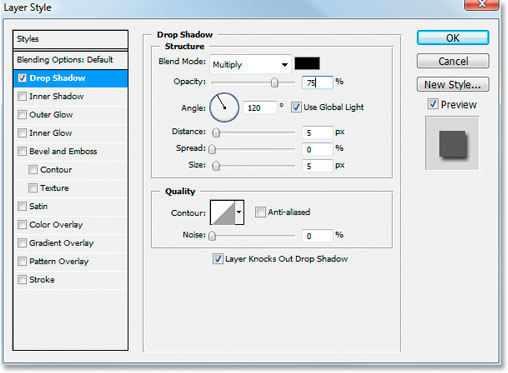 Layer Style
Styles
Blending Options: Default
Drop Shadow
Inner Shadow
Outer Glow
Inner Glow
Bevel and Emboss
Contour
Texture
Satin
Color Overlay
Gradient Overlay
Pattern Overlay
Stroke
Drop Shadow
Structure
Blend Mode: Multiply
Opacity: 75 %
Angle: 120 ° Use Global Light
Distance: 5 px
Spread: 0 %
Size: 5 px
Quality
Contour: Anti-aliased
Noise: 0 %
Layer Knocks Out Drop Shadow
OK
Cancel
New Style...
Preview